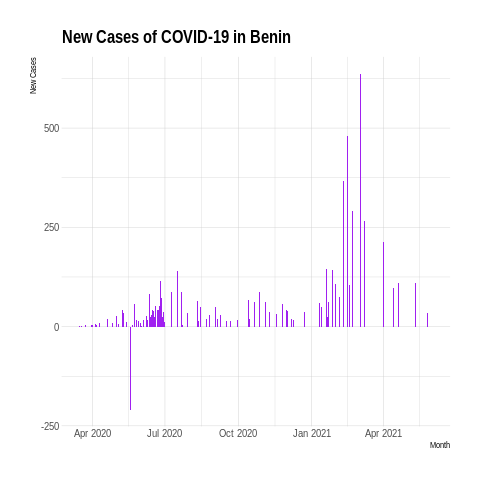 New Cases of COVID-19 in Benin
New Cases
500
250
0
-250
Apr 2020 Jul 2020 Oct 2020 Jan 2021 Apr 2021
Month